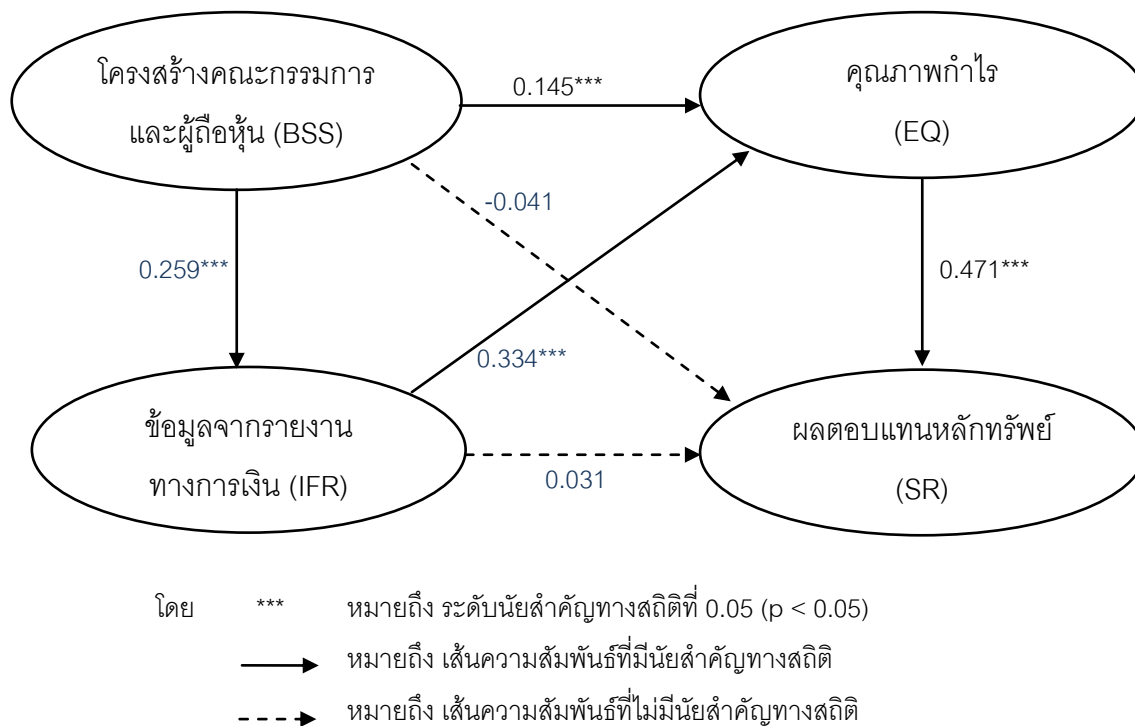 โครงสร้างคณะกรรมการ
และผู้ถือหุ้น (BSS)
0.145***
คุณภาพกำไร
(EQ)
-0.041
0.259***
0.471***
0.334***
ข้อมูลจากรายงาน
ทางการเงิน (IFR)
0.031
ผลตอบแทนหลักทรัพย์
(SR)
โดย *** หมายถึง ระดับนัยสำคัญทางสถิติที่ 0.05 (p < 0.05)
หมายถึง เส้นความสัมพันธ์ที่มีนัยสำคัญทางสถิติ
หมายถึง เส้นความสัมพันธ์ที่ไม่มีนัยสำคัญทางสถิติ